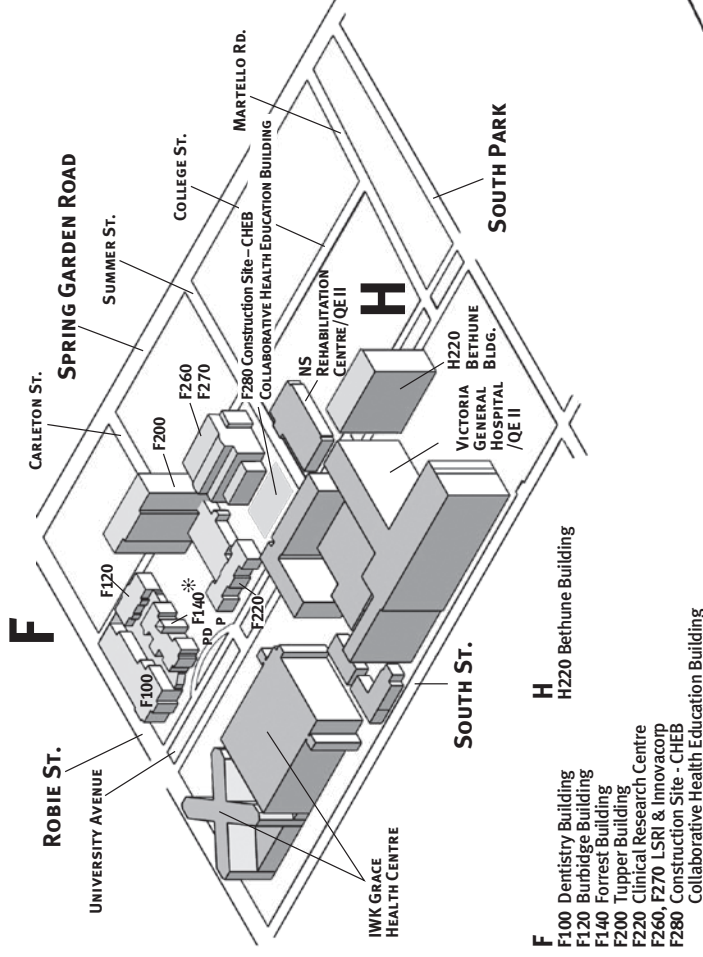 F
CARLETON ST.
SPRING GARDEN ROAD
SUMMER ST.
COLLEGE ST.
MARTELLO RD.
F200
F260
F270
F280 Construction Site – CHEB
COLLABORATIVE HEALTH EDUCATION BUILDING
F120
F140
F100
PD
P
F220
NS
REHABILITATION
CENTRE/QE II
H
SOUTH PARK
H220
BETHUNE
BLDG.
VICTORIA
GENERAL
HOSPITAL
/QE II
ROBIE ST.
UNIVERSITY AVENUE
IWK GRACE
HEALTH CENTRE
SOUTH ST.
F
F100 Dentistry Building
F120 Burbidge Building
F140 Forrest Building
F200 Tupper Building
F220 Clinical Research Centre
F260, F270 LSRI & Innovacorp
F280 Construction Site - CHEB
Collaborative Health Education Building
H
H220 Bethune Building